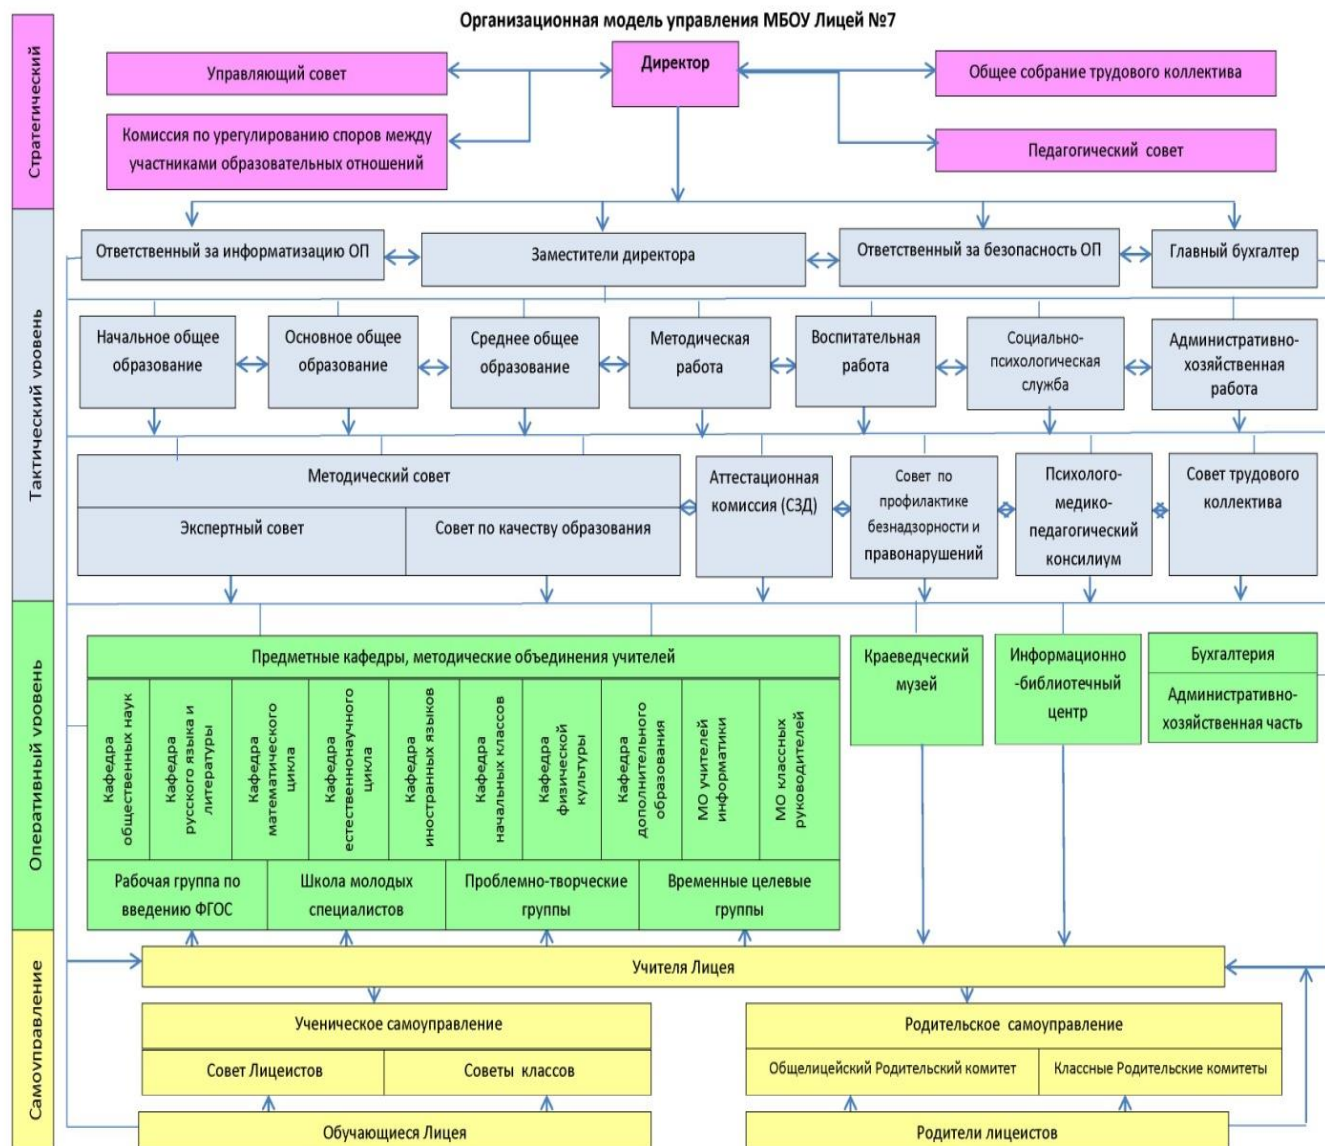 Организационная модель управления МБОУ Лицей №7
Стратегический
Управляющий совет
Директор
Общее собрание трудового коллектива
Комиссия по урегулированию споров между
участниками образовательных отношений
Педагогический совет
Тактический уровень
Ответственный за информатизацию ОП
Заместители директора
Ответственный за безопасность ОП
Главный бухгалтер
Начальное общее
образование
Основное общее
образование
Среднее общее
образование
Методическая
работа
Воспитательная
работа
Социально-
психологическая
служба
Административно-
хозяйственная
работа
Методический совет
Экспертный совет
Совет по качеству образования
Аттестационная
комиссия (СЗД)
Совет по
профилактике
безнадзорности и
правонарушений
Психолого-
медико-
педагогический
консилиум
Совет трудового
коллектива
Оперативный уровень
Предметные кафедры, методические объединения учителей
Кафедра
общественных наук
Кафедра
русского языка и
литературы
Кафедра
математического
цикла
Кафедра
естественнонаучного
цикла
Кафедра
иностранных языков
Кафедра
начальных классов
Кафедра
физической
культуры
Кафедра
дополнительного
образования
МО учителей
информатики
МО классных
руководителей
Рабочая группа по
введению ФГОС
Школа молодых
специалистов
Проблемно-творческие
группы
Временные целевые
группы
Краеведческий
музей
Информационно
-библиотечный
центр
Бухгалтерия
Административно-
хозяйственная часть
Самоуправление
Учителя Лицея
Ученическое самоуправление
Совет Лицеистов
Советы классов
Обучающиеся Лицея
Родительское самоуправление
Общелицейский Родительский комитет
Классные Родительские комитеты
Родители лицеистов